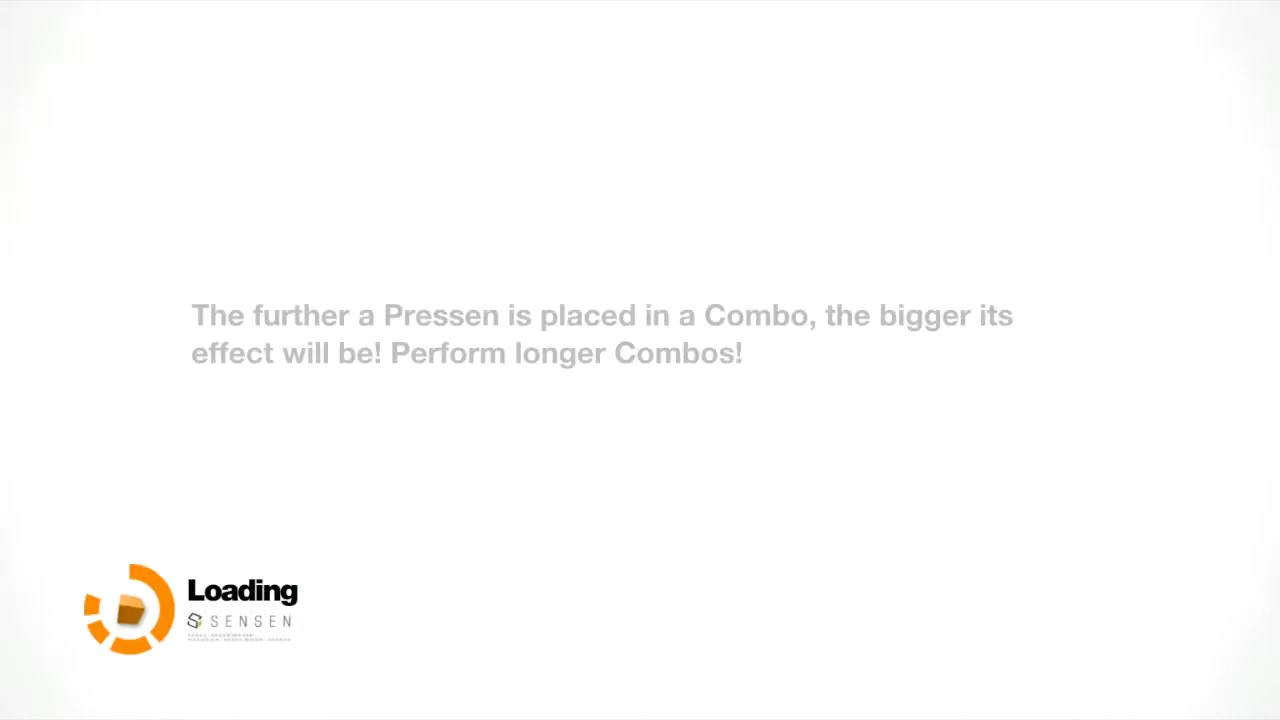 The further a Pressen is placed in a Combo, the bigger its
effect will be! Perform longer Combos!
Loading
SENSEN